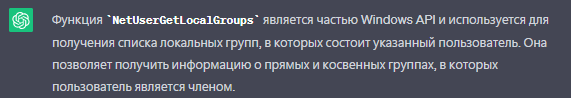 Функция `NetUserGetLocalGroups` является частью Windows API и используется для
получения списка локальных групп, в которых состоит указанный пользователь. Она
позволяет получить информацию о прямых и косвенных группах, в которых
пользователь является членом.